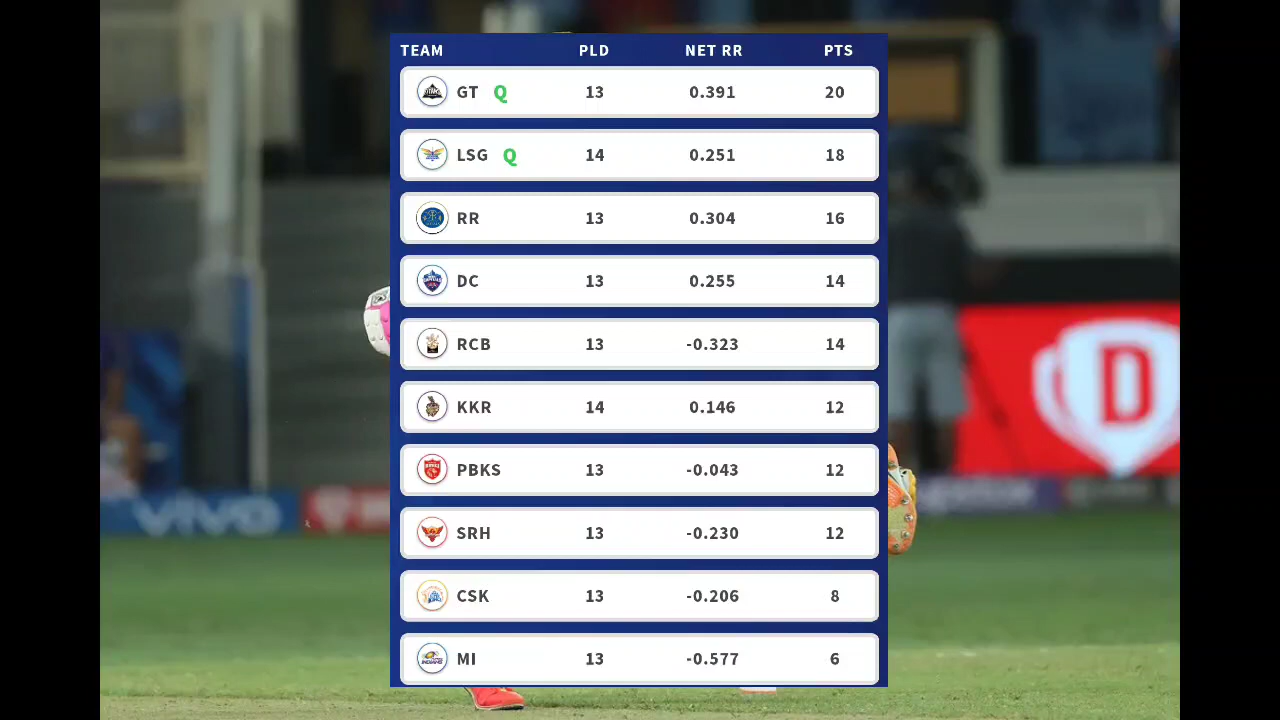 TEAM PLD NET RR PTS
GT Q 13 0.391 20
LSG Q 14 0.251 18
RR 13 0.304 16
DC 13 0.255 14
RCB 13 -0.323 14
KKR 14 0.146 12
PBKS 13 -0.043 12
SRH 13 -0.230 12
CSK 13 -0.206 8
MI 13 -0.577 6
D
vivo